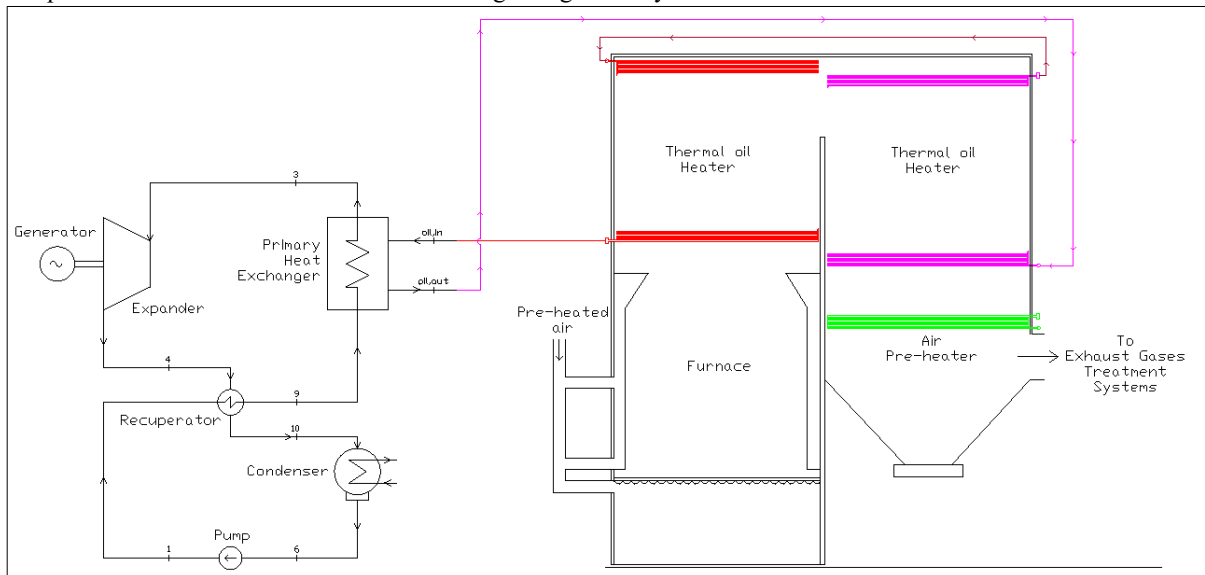 3
Generator
~
Primary
Heat
Exchanger
oil,in
oil,out
Expander
4
9
Recuperator
10
Condenser
Pump
1
6
Thermal oil
Heater
Thermal oil
Heater
Pre-heated
air
Furnace
Air
Pre-heater
To
Exhaust Gases
Treatment
Systems